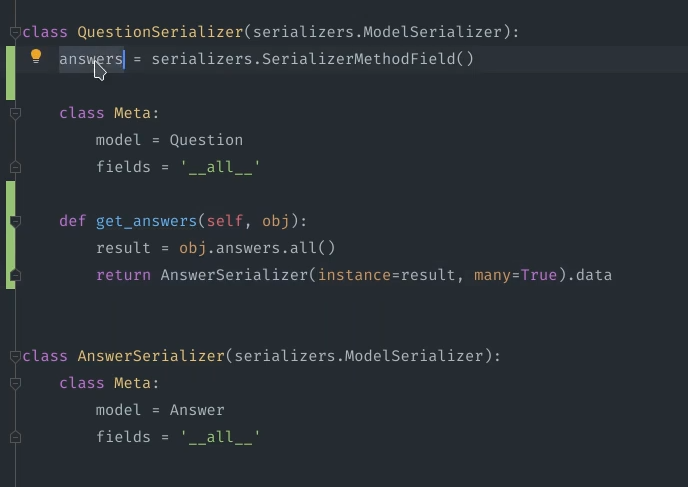 class QuestionSerializer(serializers.ModelSerializer):
    answers = serializers.SerializerMethodField()
    class Meta:
        model = Question
        fields = '__all__'
    def get_answers(self, obj):
        result = obj.answers.all()
        return AnswerSerializer(instance=result, many=True).data
class AnswerSerializer(serializers.ModelSerializer):
    class Meta:
        model = Answer
        fields = '__all__'